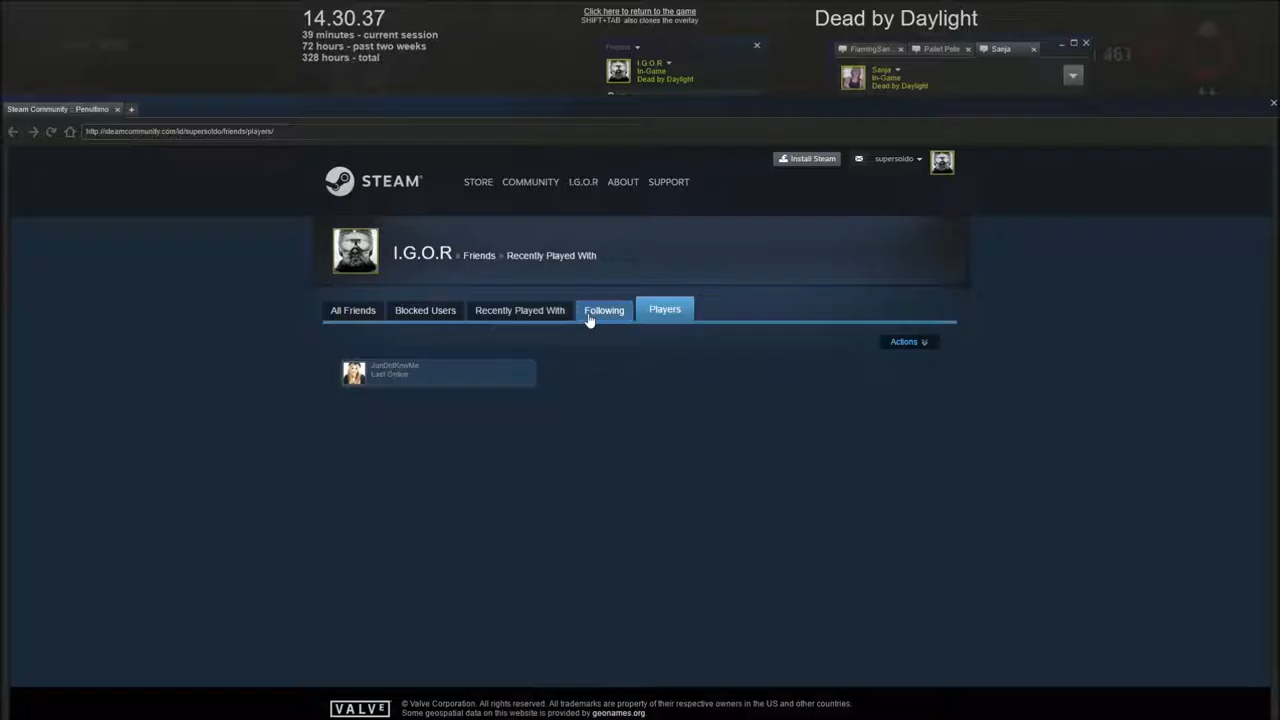 14.30.37
39 minutes - current session
72 hours - past two weeks
328 hours - total
Click here to return to the game
SHIFT+TAB also closes the overlay
Dead by Daylight
Friends
I.G.O.R
In-Game
Dead by Daylight
FlamingSan...
Pallet Pete
Sanja
Sanja
In-Game
Dead by Daylight
463
Steam Community :: Penultimo
http://steamcommunity.com/id/supersoldo/friends/players/
Install Steam
supersoldo
STEAM
STORE COMMUNITY I.G.O.R ABOUT SUPPORT
I.G.O.R » Friends > Recently Played With
All Friends
Blocked Users
Recently Played With
Following
Players
Actions
JustDidKnwMe
Last Online
VALVE
© Valve Corporation. All rights reserved. All trademarks are property of their respective owners in the US and other countries.
Some geospatial data on this website is provided by geonames.org.